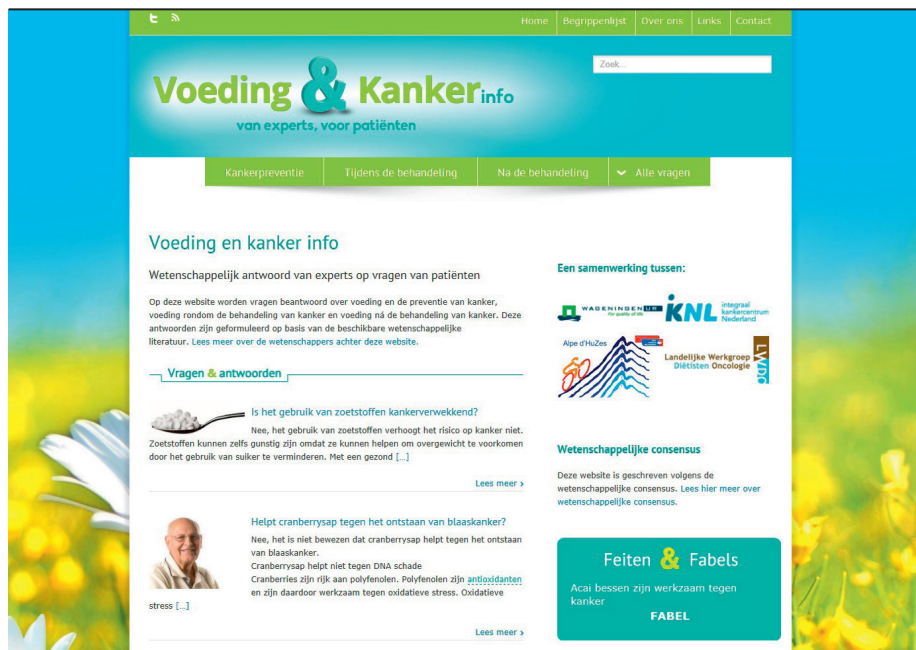 Home Begrippenlijst Over ons Links Contact
Zoek...
Voeding & Kanker info
van experts, voor patiënten
Kankerpreventie Tijdens de behandeling Na de behandeling Alle vragen
Voeding en kanker info
Wetenschappelijk antwoord van experts op vragen van patiënten
Op deze website worden vragen beantwoord over voeding en de preventie van kanker,
voeding rondom de behandeling van kanker en voeding ná de behandeling van kanker. Deze
antwoorden zijn geformuleerd op basis van de beschikbare wetenschappelijke
literatuur. Lees meer over de wetenschappers achter deze website.
Vragen & antwoorden
Is het gebruik van zoetstoffen kankerverwekkend?
Nee, het gebruik van zoetstoffen verhoogt het risico op kanker niet.
Zoetstoffen kunnen zelfs gunstig zijn omdat ze kunnen helpen om overgewicht te voorkomen
door het gebruik van suiker te verminderen. Met een gezond [...]
Lees meer ›
Helpt cranberrysap tegen het ontstaan van blaaskanker?
Nee, het is niet bewezen dat cranberrysap helpt tegen het ontstaan
van blaaskanker.
Cranberrysap helpt niet tegen DNA schade
Cranberries zijn rijk aan polyfenolen. Polyfenolen zijn antioxidanten
en zijn daardoor werkzaam tegen oxidatieve stress. Oxidatieve
stress [...]
Lees meer ›
Een samenwerking tussen:
WAGENINGEN UR
For quality of life
iKNL integraal
kankercentrum
Nederland
Alpe d'HuZes
Landelijke Werkgroep
Diëtisten Oncologie
LWDO
Wetenschappelijke consensus
Deze website is geschreven volgens de
wetenschappelijke consensus. Lees hier meer over
wetenschappelijke consensus.
Feiten & Fabels
Acai bessen zijn werkzaam tegen
kanker
FABEL